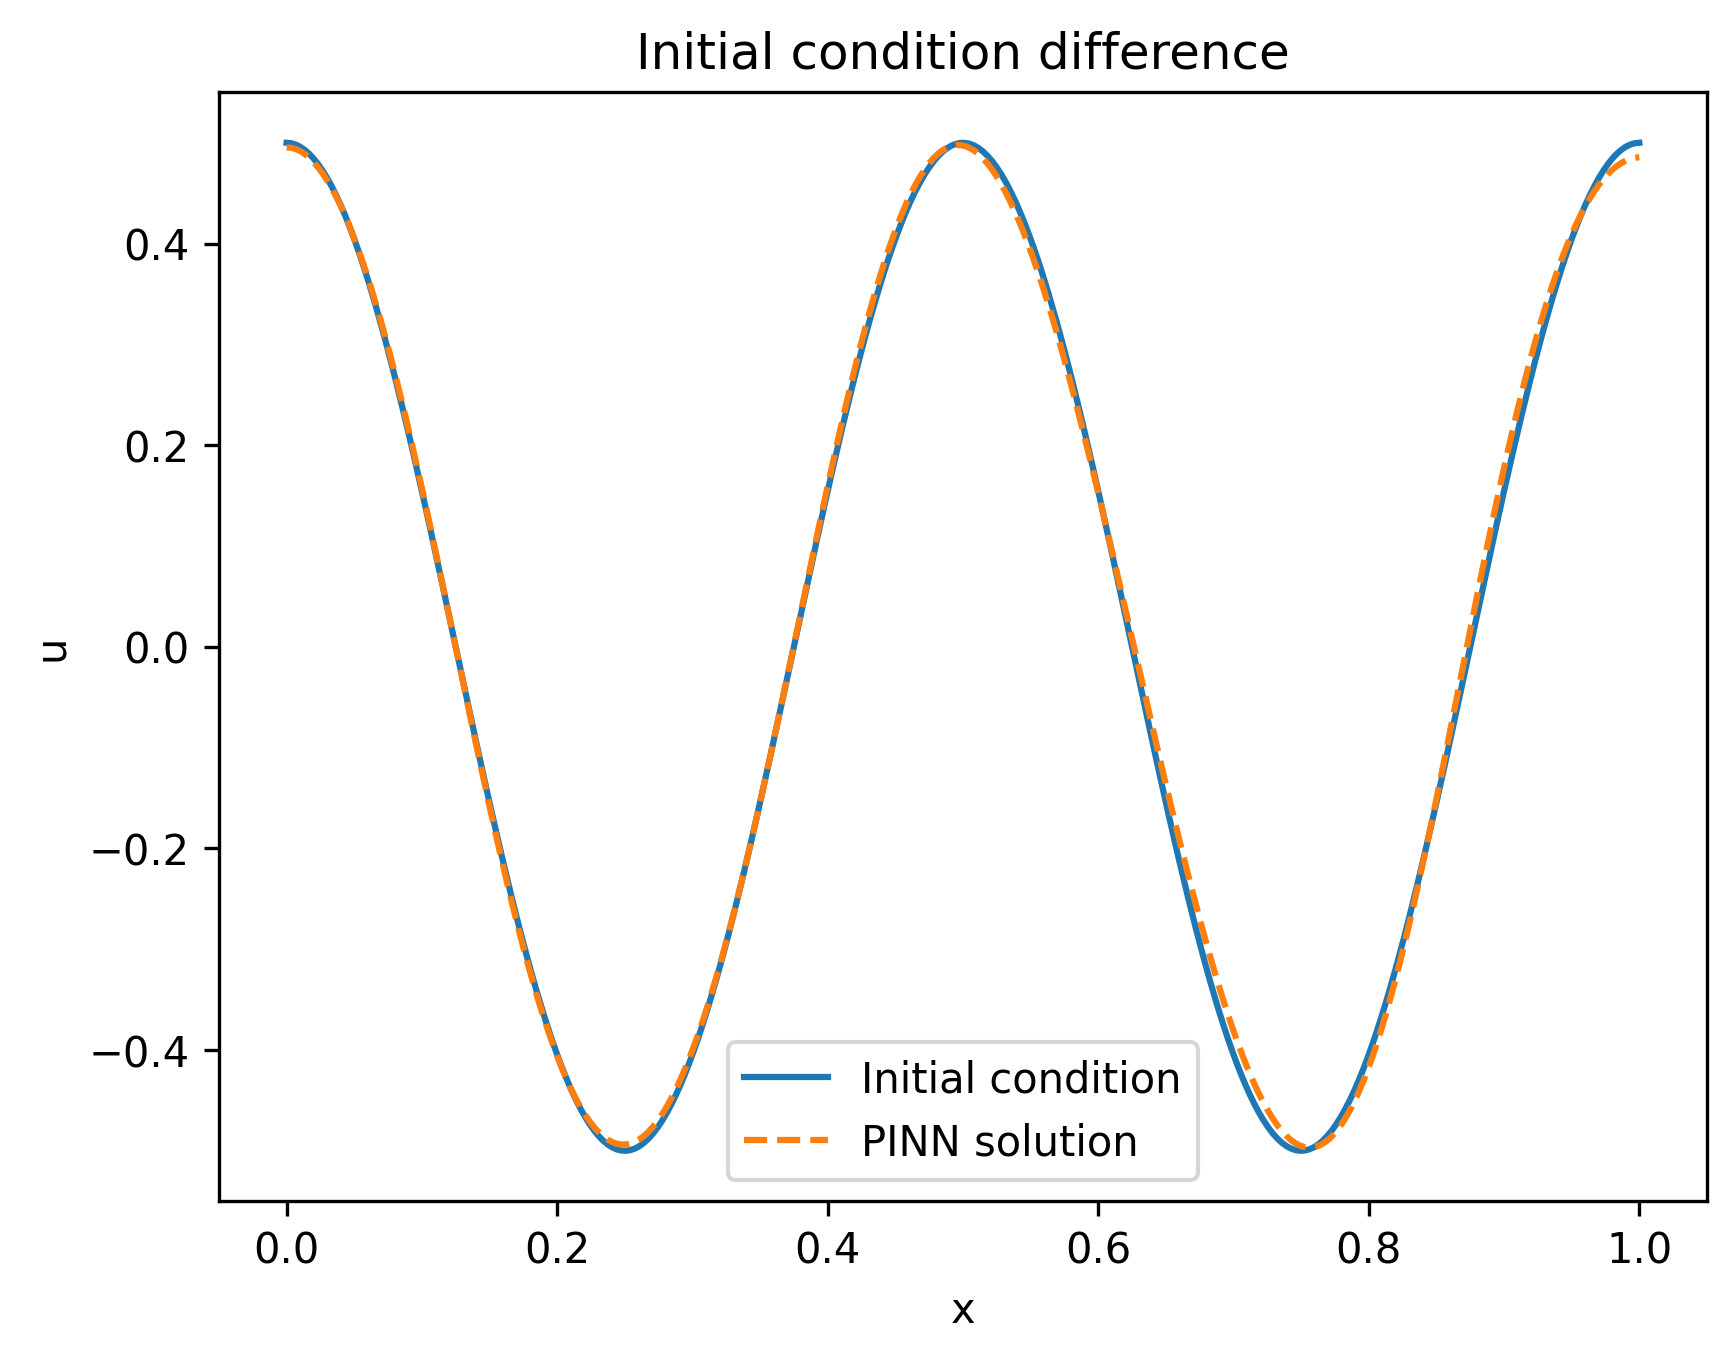 Initial condition difference
u
0.4
0.2
0.0
−0.2
−0.4
Initial condition
PINN solution
0.0 0.2 0.4 0.6 0.8 1.0
x